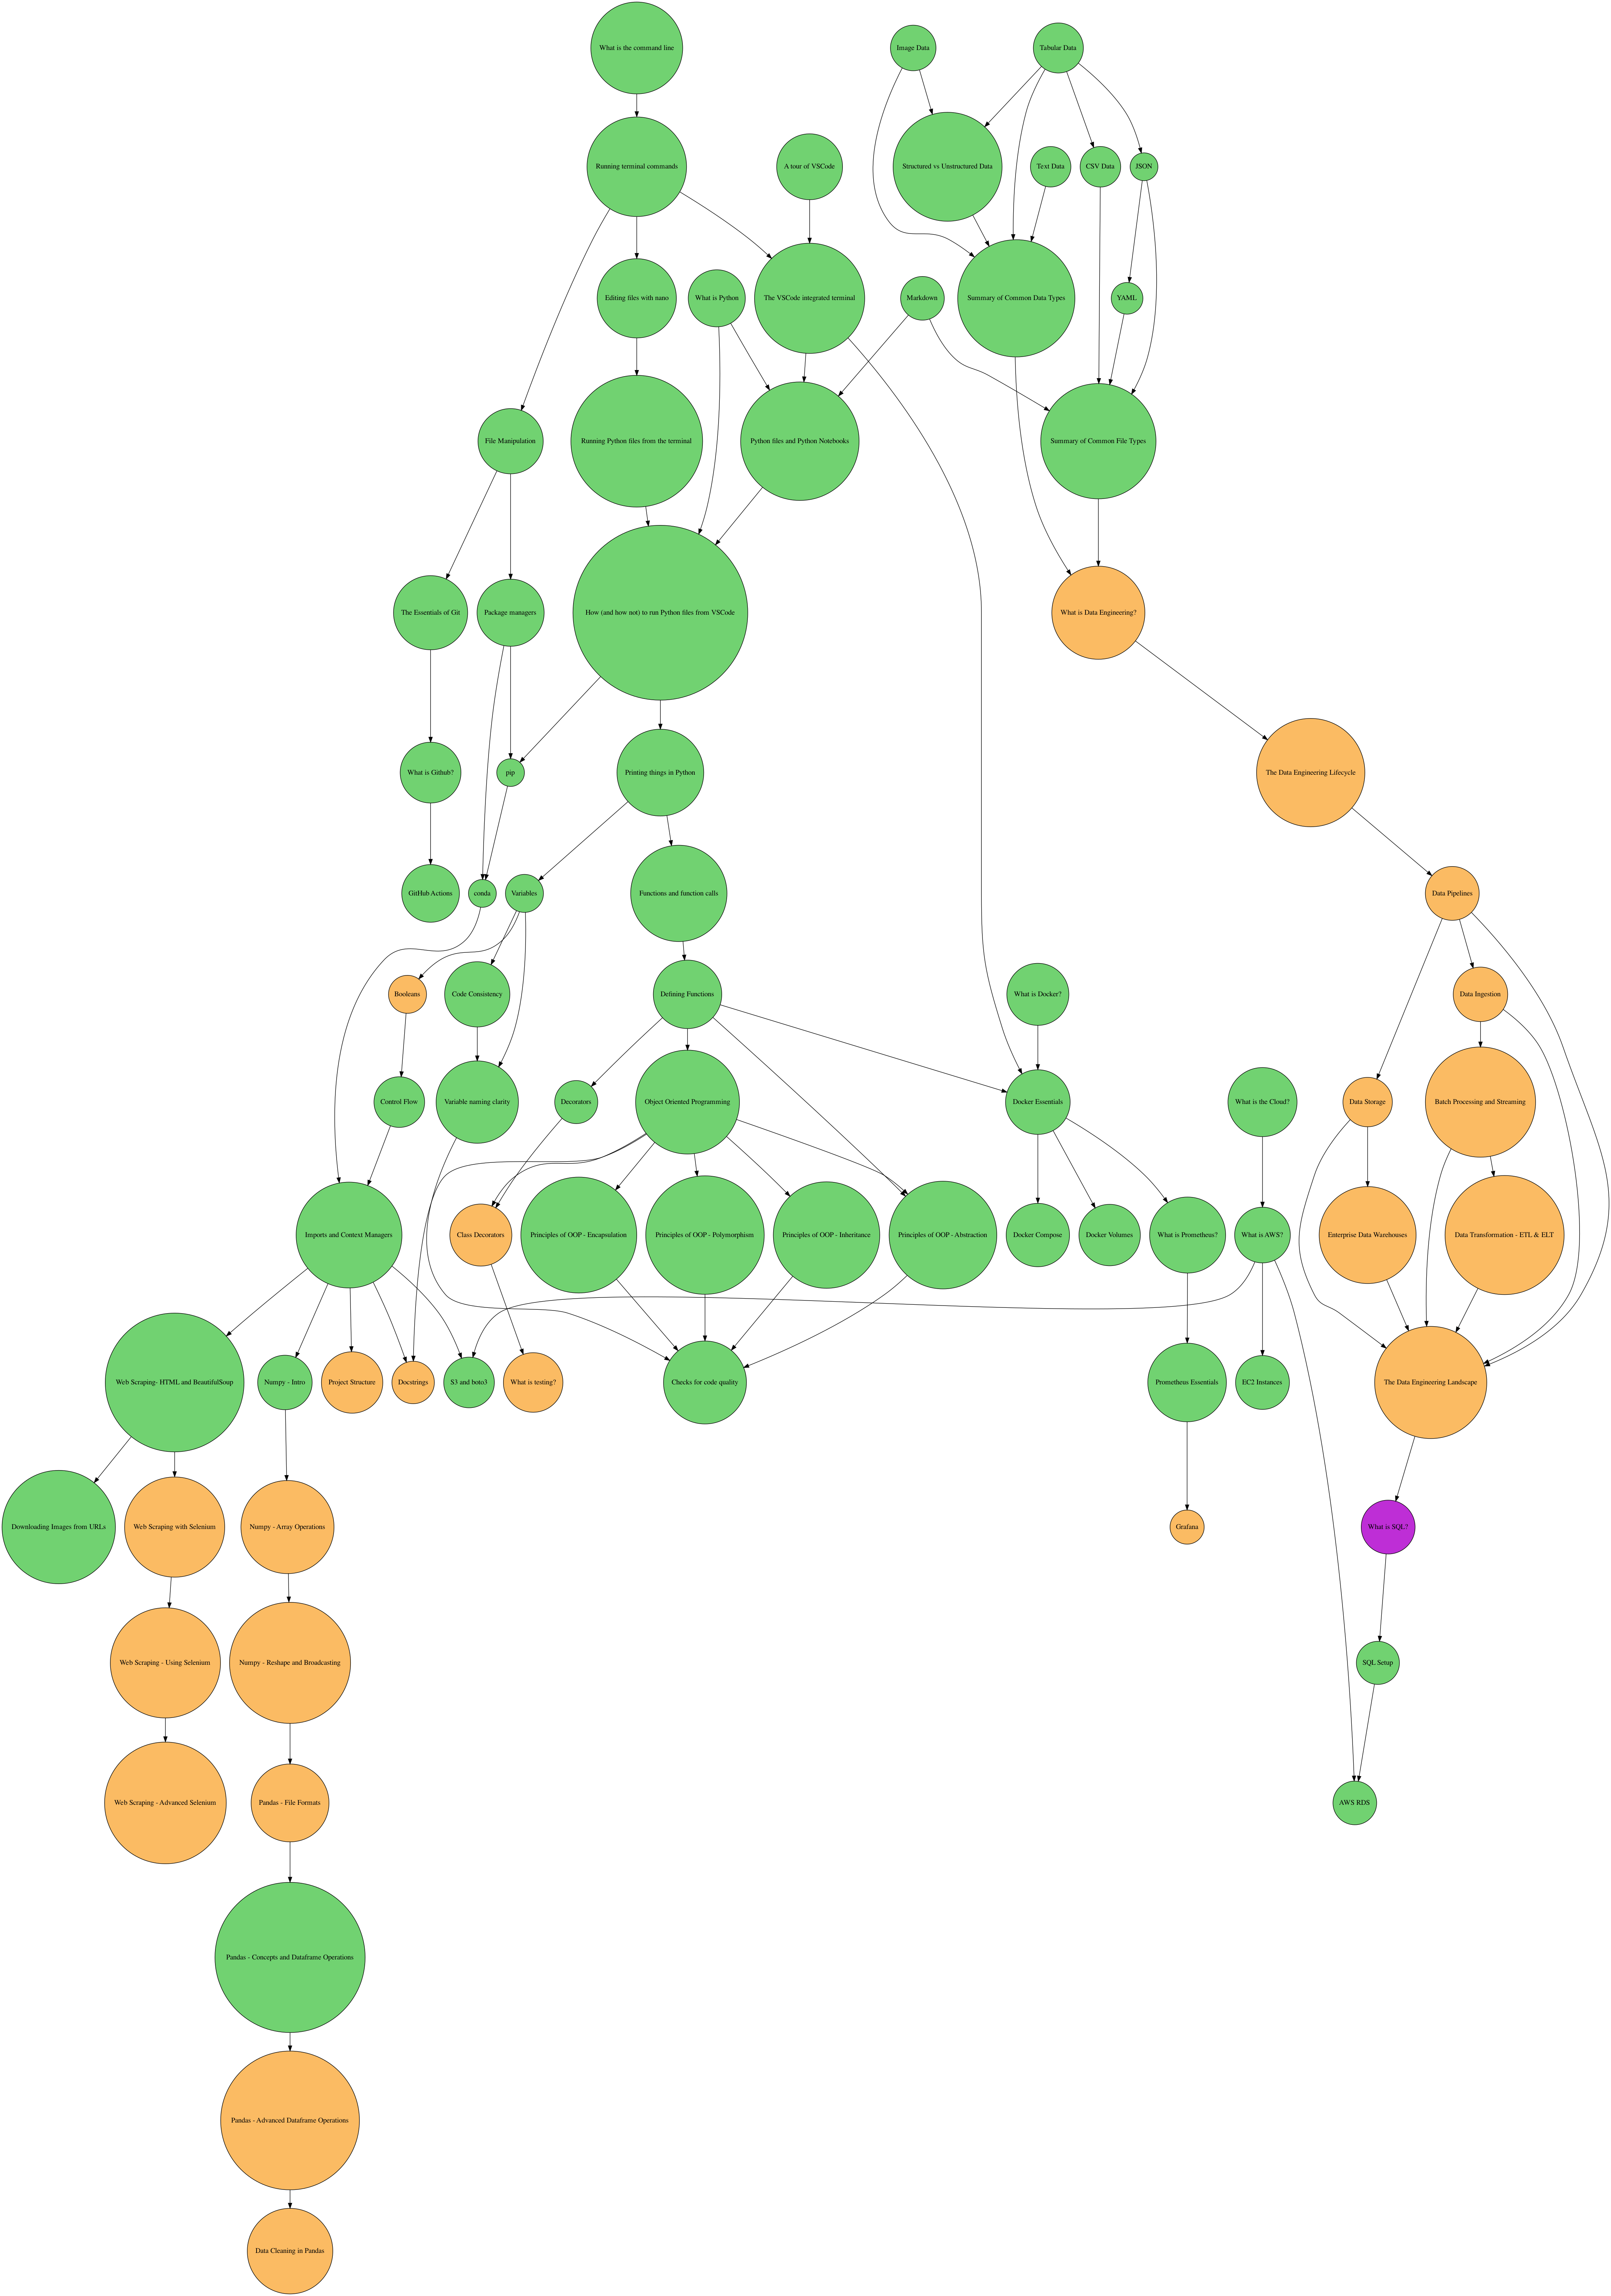 What is the command line
Image Data
Tabular Data
Running terminal commands
A tour of VSCode
Structured vs Unstructured Data
Text Data
CSV Data
JSON
Editing files with nano
What is Python
The VSCode integrated terminal
Markdown
Summary of Common Data Types
YAML
File Manipulation
Running Python files from the terminal
Python files and Python Notebooks
Summary of Common File Types
The Essentials of Git
Package managers
How (and how not) to run Python files from VSCode
What is Data Engineering?
What is Github?
pip
Printing things in Python
The Data Engineering Lifecycle
GitHub Actions
conda
Variables
Functions and function calls
Data Pipelines
Booleans
Code Consistency
Defining Functions
What is Docker?
Data Ingestion
Control Flow
Variable naming clarity
Decorators
Object Oriented Programming
Docker Essentials
What is the Cloud?
Data Storage
Batch Processing and Streaming
Imports and Context Managers
Class Decorators
Principles of OOP - Encapsulation
Principles of OOP - Polymorphism
Principles of OOP - Inheritance
Principles of OOP - Abstraction
Docker Compose
Docker Volumes
What is Prometheus?
What is AWS?
Enterprise Data Warehouses
Data Transformation - ETL & ELT
Web Scraping- HTML and BeautifulSoup
Numpy - Intro
Project Structure
Docstrings
S3 and boto3
What is testing?
Checks for code quality
Prometheus Essentials
EC2 Instances
The Data Engineering Landscape
Downloading Images from URLs
Web Scraping with Selenium
Numpy - Array Operations
Grafana
What is SQL?
Web Scraping - Using Selenium
Numpy - Reshape and Broadcasting
SQL Setup
Web Scraping - Advanced Selenium
Pandas - File Formats
AWS RDS
Pandas - Concepts and Dataframe Operations
Pandas - Advanced Dataframe Operations
Data Cleaning in Pandas